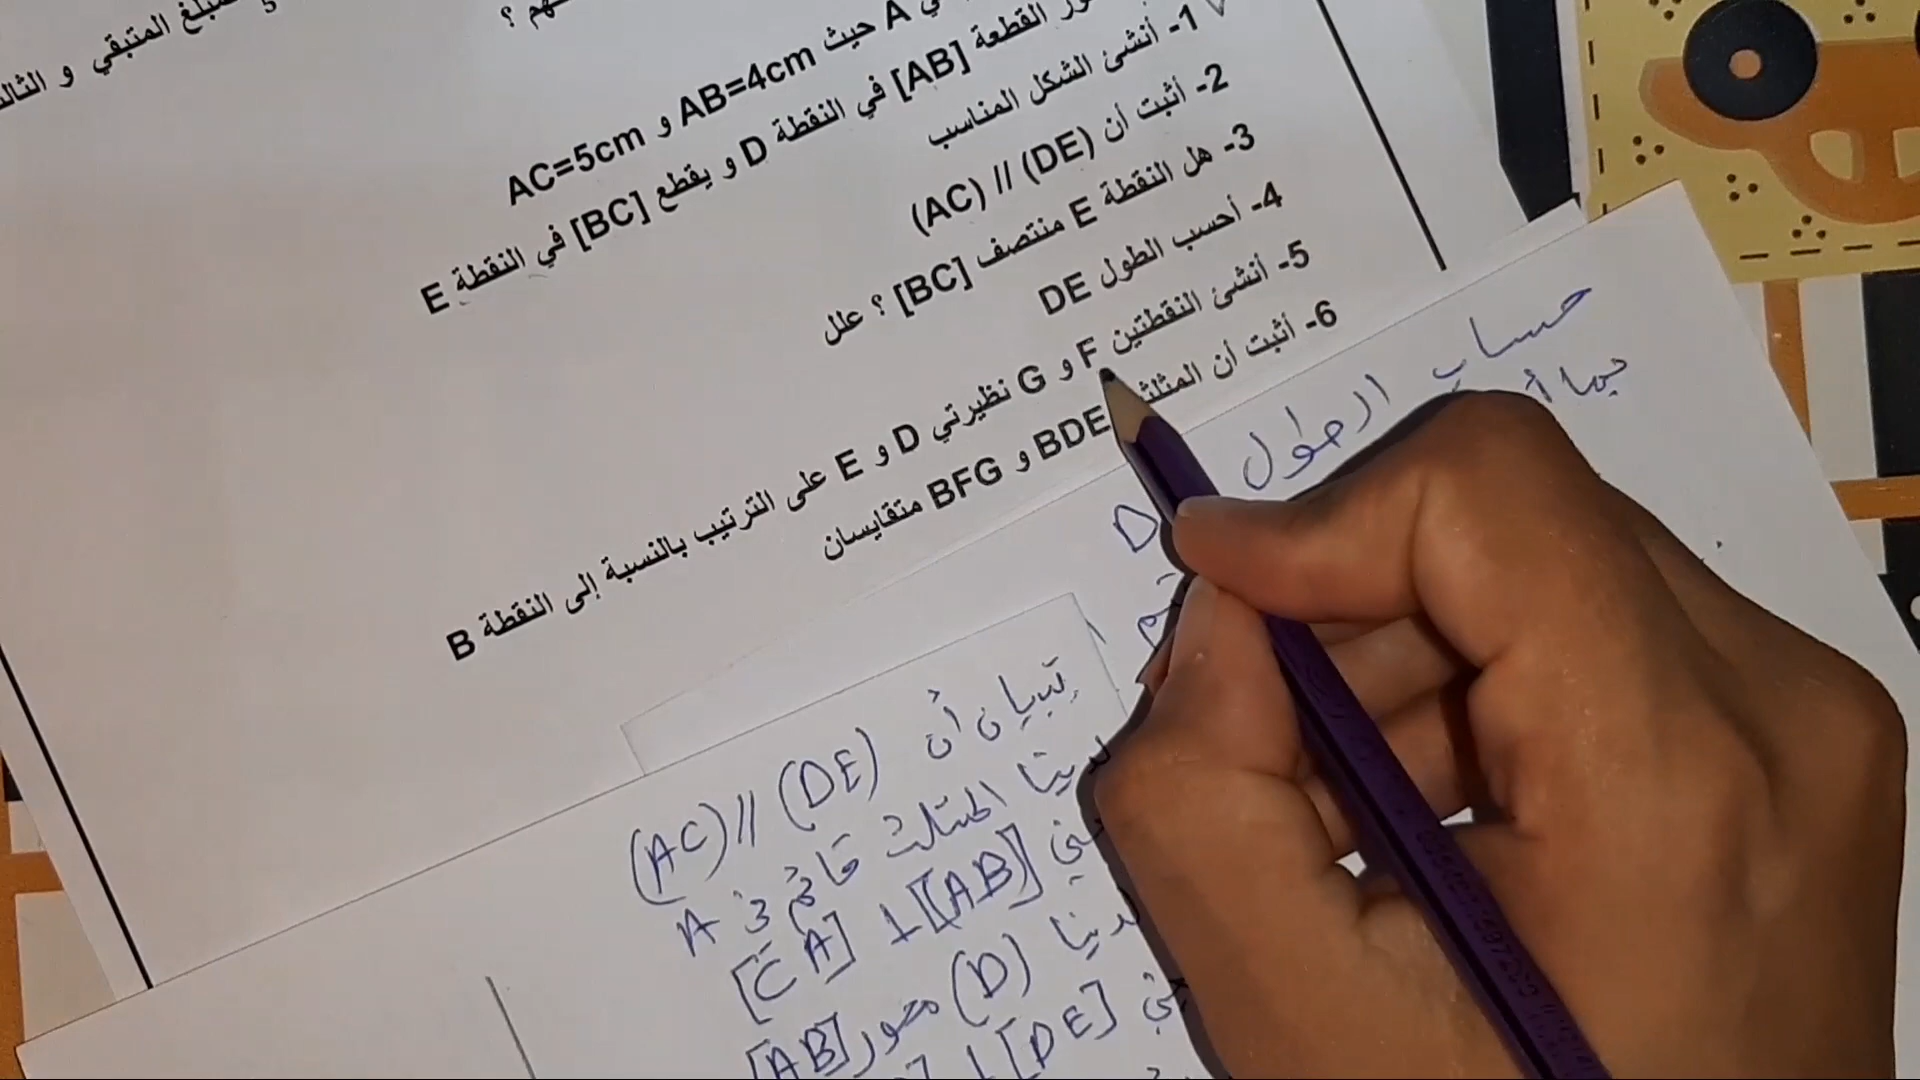 المتبقي و الثالث
في A حيث AB=4cm و AC=5cm
القطعة [AB] في النقطة D و يقطع [BC] في النقطة E
1- أنشئ الشكل المناسب
2- أثبت أن (AC) // (DE)
3- هل النقطة E منتصف [BC] ؟ علل
4- أحسب الطول DE
5- أنشئ النقطتين F و G نظيرتي D و E على الترتيب بالنسبة إلى النقطة B
6- أثبت أن BDE و BFG متقايسان
حساب الطول
بما أن
D
تبيان أن (AC) // (DE)
لدينا المثلث قائم في A
[CA] ⊥ [AB]
لدينا (D) محور [AB]
[DE] ⊥